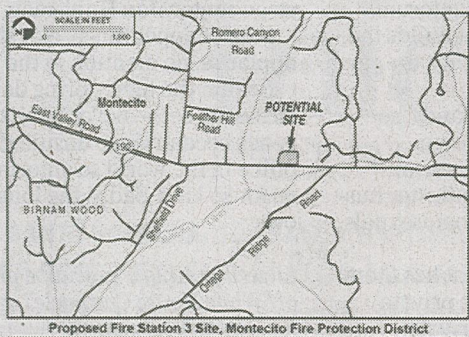 SCALE IN FEET
N
0 1,000
Romero Canyon
Road
Montecito
Feather Hill
Road
POTENTIAL
SITE
East Valley Road
192
BIRNAM WOOD
Sheffield Drive
Ortega Ridge Road
Proposed Fire Station 3 Site, Montecito Fire Protection District